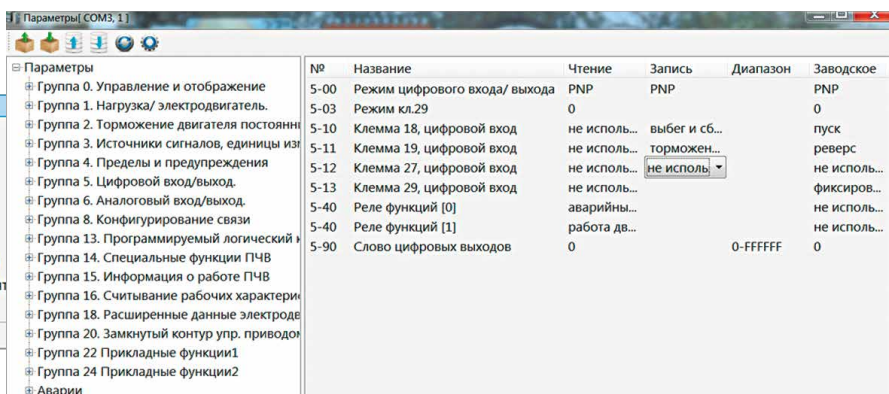 Параметры[ COM3, 1 ]
Параметры
Группа 0. Управление и отображение
Группа 1. Нагрузка/ электродвигатель.
Группа 2. Торможение двигателя постоянн
Группа 3. Источники сигналов, единицы из
Группа 4. Пределы и предупреждения
Группа 5. Цифровой вход/выход.
Группа 6. Аналоговый вход/выход.
Группа 8. Конфигурирование связи
Группа 13. Программируемый логический к
Группа 14. Специальные функции ПЧВ
Группа 15. Информация о работе ПЧВ
Группа 16. Считывание рабочих характери
Группа 18. Расширенные данные электродв
Группа 20. Замкнутый контур упр. приводо
Группа 22 Прикладные функции1
Группа 24 Прикладные функции2
Аварии
№ Название Чтение Запись Диапазон Заводское
5-00 Режим цифрового входа/ выхода PNP PNP PNP
5-03 Режим кл.29 0 0
5-10 Клемма 18, цифровой вход не исполь... выбег и сб... пуск
5-11 Клемма 19, цифровой вход не исполь... торможен... реверс
5-12 Клемма 27, цифровой вход не исполь... не исполь не исполь...
5-13 Клемма 29, цифровой вход не исполь... фиксиров...
5-40 Реле функций [0] аварийны... не исполь...
5-40 Реле функций [1] работа дв... не исполь...
5-90 Слово цифровых выходов 0 0-FFFFFF 0